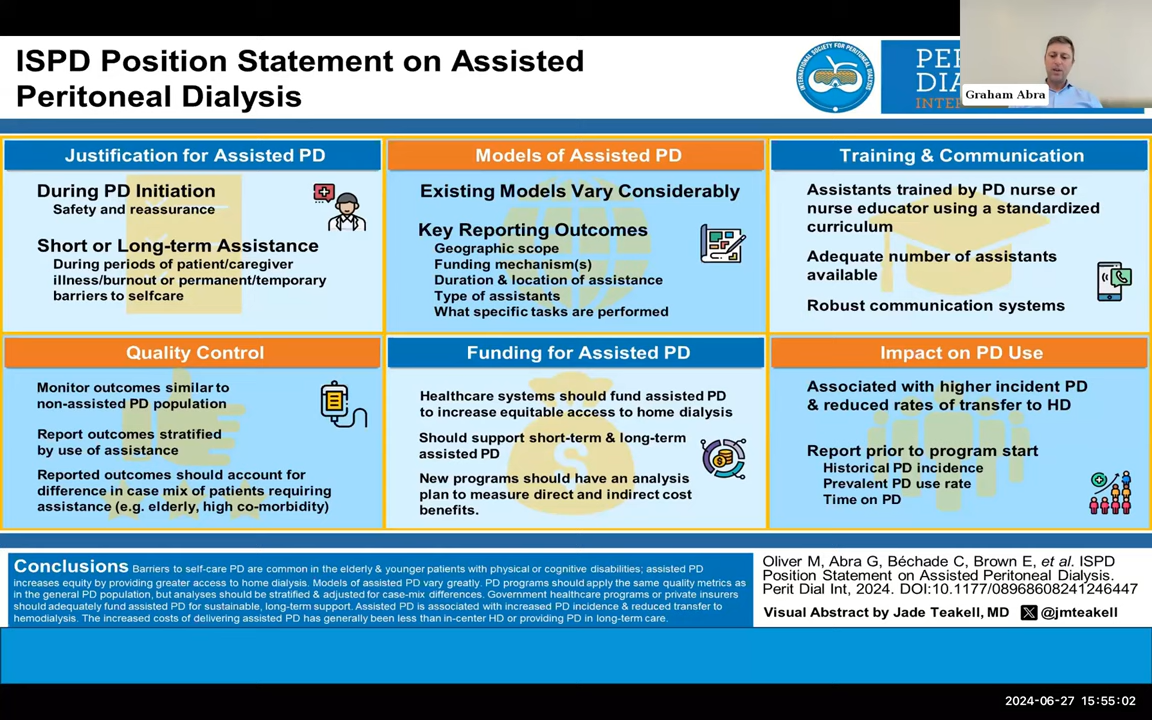 ISPD Position Statement on Assisted
Peritoneal Dialysis
INTERNATIONAL SOCIETY FOR PERITONEAL DIALYSIS
Graham Abra
Justification for Assisted PD
During PD Initiation
Safety and reassurance
Short or Long-term Assistance
During periods of patient/caregiver
illness/burnout or permanent/temporary
barriers to selfcare
Models of Assisted PD
Existing Models Vary Considerably
Key Reporting Outcomes
Geographic scope
Funding mechanism(s)
Duration & location of assistance
Type of assistants
What specific tasks are performed
Training & Communication
Assistants trained by PD nurse or
nurse educator using a standardized
curriculum
Adequate number of assistants
available
Robust communication systems
Quality Control
Monitor outcomes similar to
non-assisted PD population
Report outcomes stratified
by use of assistance
Reported outcomes should account for
difference in case mix of patients requiring
assistance (e.g. elderly, high co-morbidity)
Funding for Assisted PD
Healthcare systems should fund assisted PD
to increase equitable access to home dialysis
Should support short-term & long-term
assisted PD
New programs should have an analysis
plan to measure direct and indirect cost
benefits.
Impact on PD Use
Associated with higher incident PD
& reduced rates of transfer to HD
Report prior to program start
Historical PD incidence
Prevalent PD use rate
Time on PD
Conclusions Barriers to self-care PD are common in the elderly & younger patients with physical or cognitive disabilities; assisted PD
increases equity by providing greater access to home dialysis. Models of assisted PD vary greatly. PD programs should apply the same quality metrics as
in the general PD population, but analyses should be stratified & adjusted for case-mix differences. Government healthcare programs or private insurers
should adequately fund assisted PD for sustainable, long-term support. Assisted PD is associated with increased PD incidence & reduced transfer to
hemodialysis. The increased costs of delivering assisted PD has generally been less than in-center HD or providing PD in long-term care.
Oliver M, Abra G, Béchade C, Brown E, et al. ISPD
Position Statement on Assisted Peritoneal Dialysis.
Perit Dial Int, 2024. DOI:10.1177/08968608241246447
Visual Abstract by Jade Teakell, MD X @jmteakell
2024-06-27 15:55:02